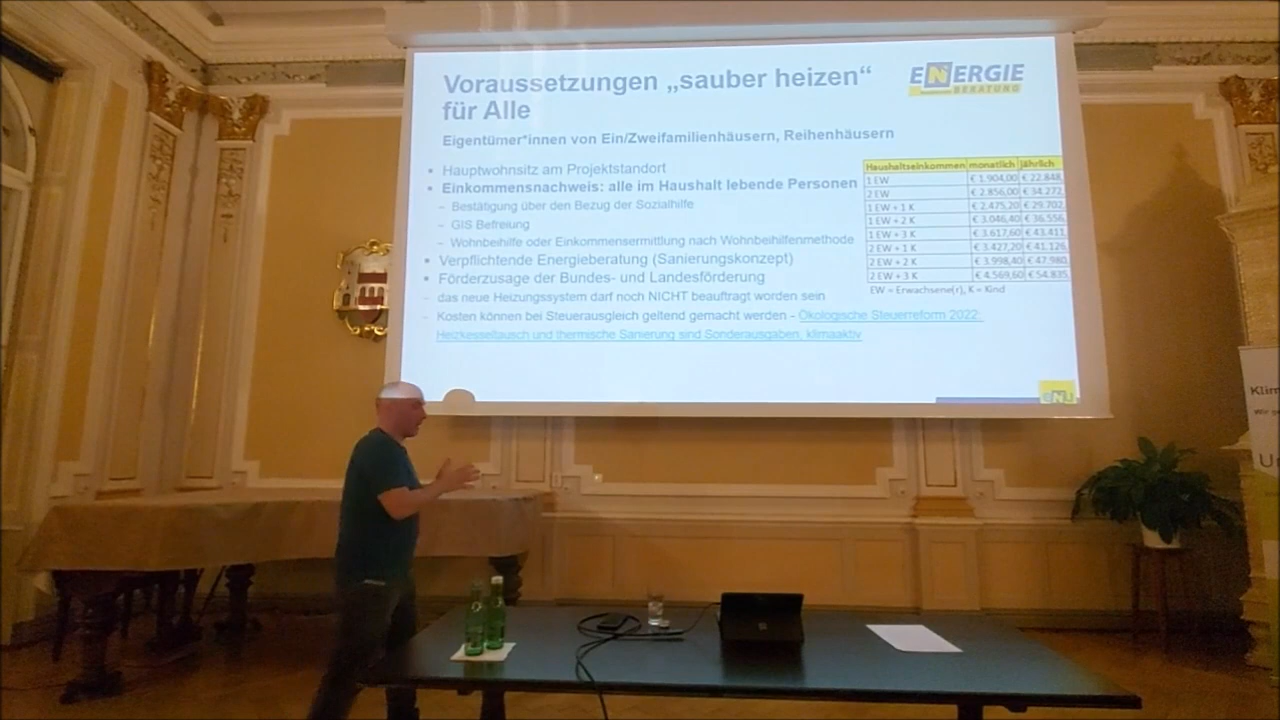 Voraussetzungen „sauber heizen“
für Alle
ENERGIE
BERATUNG
Eigentümer*innen von Ein/Zweifamilienhäusern, Reihenhäusern
• Hauptwohnsitz am Projektstandort
• Einkommensnachweis: alle im Haushalt lebende Personen
– Bestätigung über den Bezug der Sozialhilfe
– GIS Befreiung
– Wohnbeihilfe oder Einkommensermittlung nach Wohnbeihilfenmethode
• Verpflichtende Energieberatung (Sanierungskonzept)
• Förderzusage der Bundes- und Landesförderung
– das neue Heizungssystem darf noch NICHT beauftragt worden sein
– Kosten können bei Steuerausgleich geltend gemacht werden – Ökologische Steuerreform 2022:
Heizkesseltausch und thermische Sanierung sind Sonderausgaben, klimaaktiv
Haushaltseinkommen monatlich jährlich
1 EW € 1.904,00 € 22.848,
2 EW € 2.856,00 € 34.272,
1 EW + 1 K € 2.475,20 € 29.702,
1 EW + 2 K € 3.046,40 € 36.556,
1 EW + 3 K € 3.617,60 € 43.411,
2 EW + 1 K € 3.427,20 € 41.126,
2 EW + 2 K € 3.998,40 € 47.980,
2 EW + 3 K € 4.569,60 € 54.835,
EW = Erwachsene(r), K = Kind
Klim
Wir
U